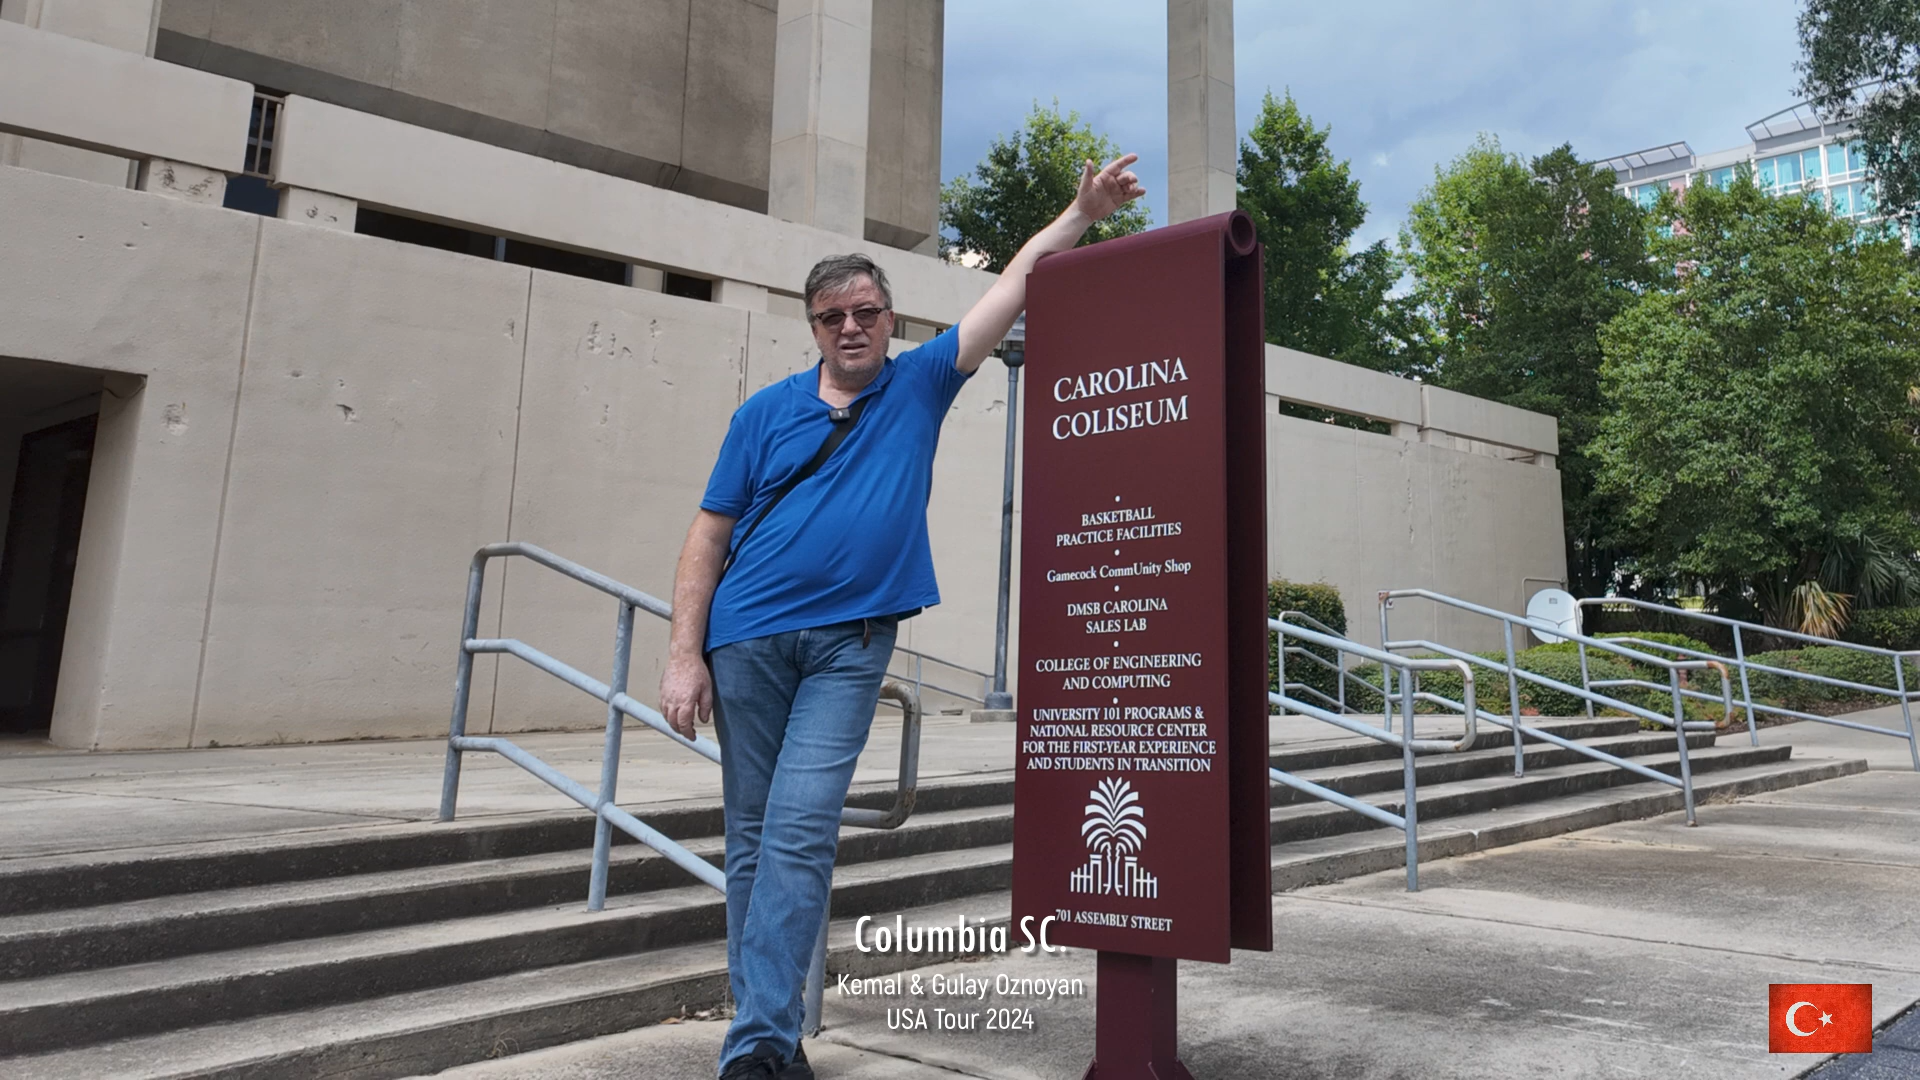 CAROLINA
COLISEUM
BASKETBALL
PRACTICE FACILITIES
Gamecock CommUnity Shop
DMSB CAROLINA
SALES LAB
COLLEGE OF ENGINEERING
AND COMPUTING
UNIVERSITY 101 PROGRAMS &
NATIONAL RESOURCE CENTER
FOR THE FIRST-YEAR EXPERIENCE
AND STUDENTS IN TRANSITION
701 ASSEMBLY STREET
Columbia SC.
Kemal & Gulay Oznoyan
USA Tour 2024